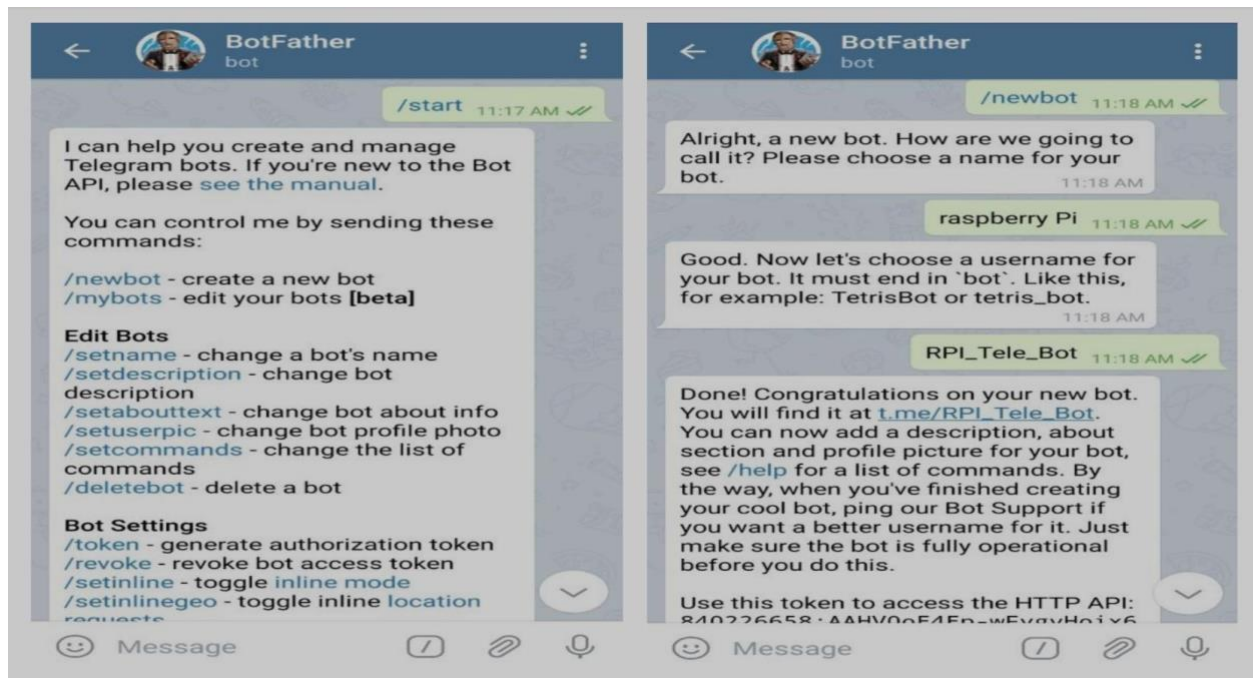 BotFather
bot
/start 11:17 AM
I can help you create and manage
Telegram bots. If you're new to the Bot
API, please see the manual.
You can control me by sending these
commands:
/newbot - create a new bot
/mybots - edit your bots [beta]
Edit Bots
/setname - change a bot's name
/setdescription - change bot
description
/setabouttext - change bot about info
/setuserpic - change bot profile photo
/setcommands - change the list of
commands
/deletebot - delete a bot
Bot Settings
/token - generate authorization token
/revoke - revoke bot access token
/setinline - toggle inline mode
/setinlinegeo - toggle inline location
requests
Message
BotFather
bot
/newbot 11:18 AM
Alright, a new bot. How are we going to
call it? Please choose a name for your
bot.
11:18 AM
raspberry Pi 11:18 AM
Good. Now let's choose a username for
your bot. It must end in `bot`. Like this,
for example: TetrisBot or tetris_bot.
11:18 AM
RPI_Tele_Bot 11:18 AM
Done! Congratulations on your new bot.
You will find it at t.me/RPI_Tele_Bot.
You can now add a description, about
section and profile picture for your bot,
see /help for a list of commands. By
the way, when you've finished creating
your cool bot, ping our Bot Support if
you want a better username for it. Just
make sure the bot is fully operational
before you do this.
Use this token to access the HTTP API:
Message